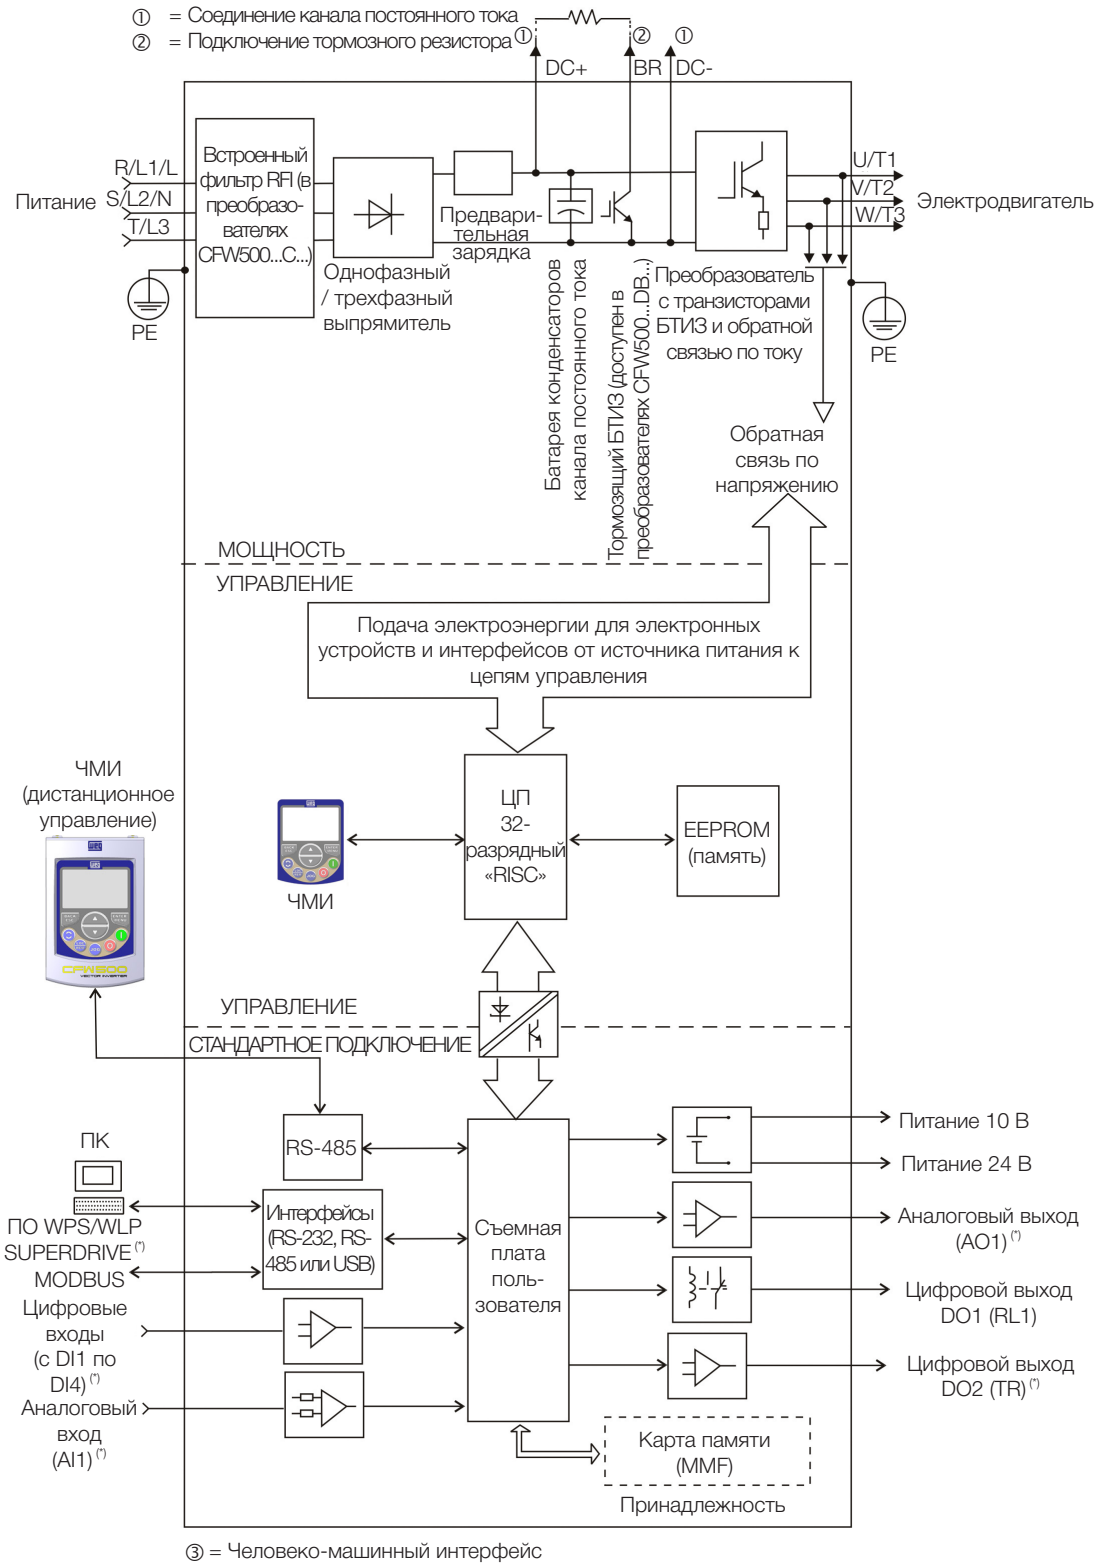 ① = Соединение канала постоянного тока
② = Подключение тормозного резистора
① ② ①
DC+ BR DC-
R/L1/L
S/L2/N
T/L3
Питание
PE
Встроенный
фильтр RFI (в
преобразо-
вателях
CFW500...C...)
Однофазный
/ трехфазный
выпрямитель
Предвари-
тельная
зарядка
Батарея конденсаторов
канала постоянного тока
Тормозящий БТИЗ (доступен в
преобразователях CFW500...DB...)
Преобразователь
с транзисторами
БТИЗ и обратной
связью по току
U/T1
V/T2
W/T3
Электродвигатель
PE
Обратная
связь по
напряжению
МОЩНОСТЬ
УПРАВЛЕНИЕ
Подача электроэнергии для электронных
устройств и интерфейсов от источника питания к
цепям управления
ЧМИ
(дистанционное
управление)
WEG
WEG
CFW500
VECTOR INVERTER
ЧМИ
ЦП
32-
разрядный
«RISC»
EEPROM
(память)
УПРАВЛЕНИЕ
СТАНДАРТНОЕ ПОДКЛЮЧЕНИЕ
RS-485
ПК
ПО WPS/WLP
SUPERDRIVE (*)
MODBUS
Интерфейсы
(RS-232, RS-
485 или USB)
Цифровые
входы
(с DI1 по
DI4) (*)
Аналоговый
вход
(AI1) (*)
Съемная
плата
поль-
зователя
Питание 10 В
Питание 24 В
Аналоговый выход
(AO1) (*)
Цифровой выход
DO1 (RL1)
Цифровой выход
DO2 (TR) (*)
Карта памяти
(MMF)
Принадлежность
③ = Человеко-машинный интерфейс